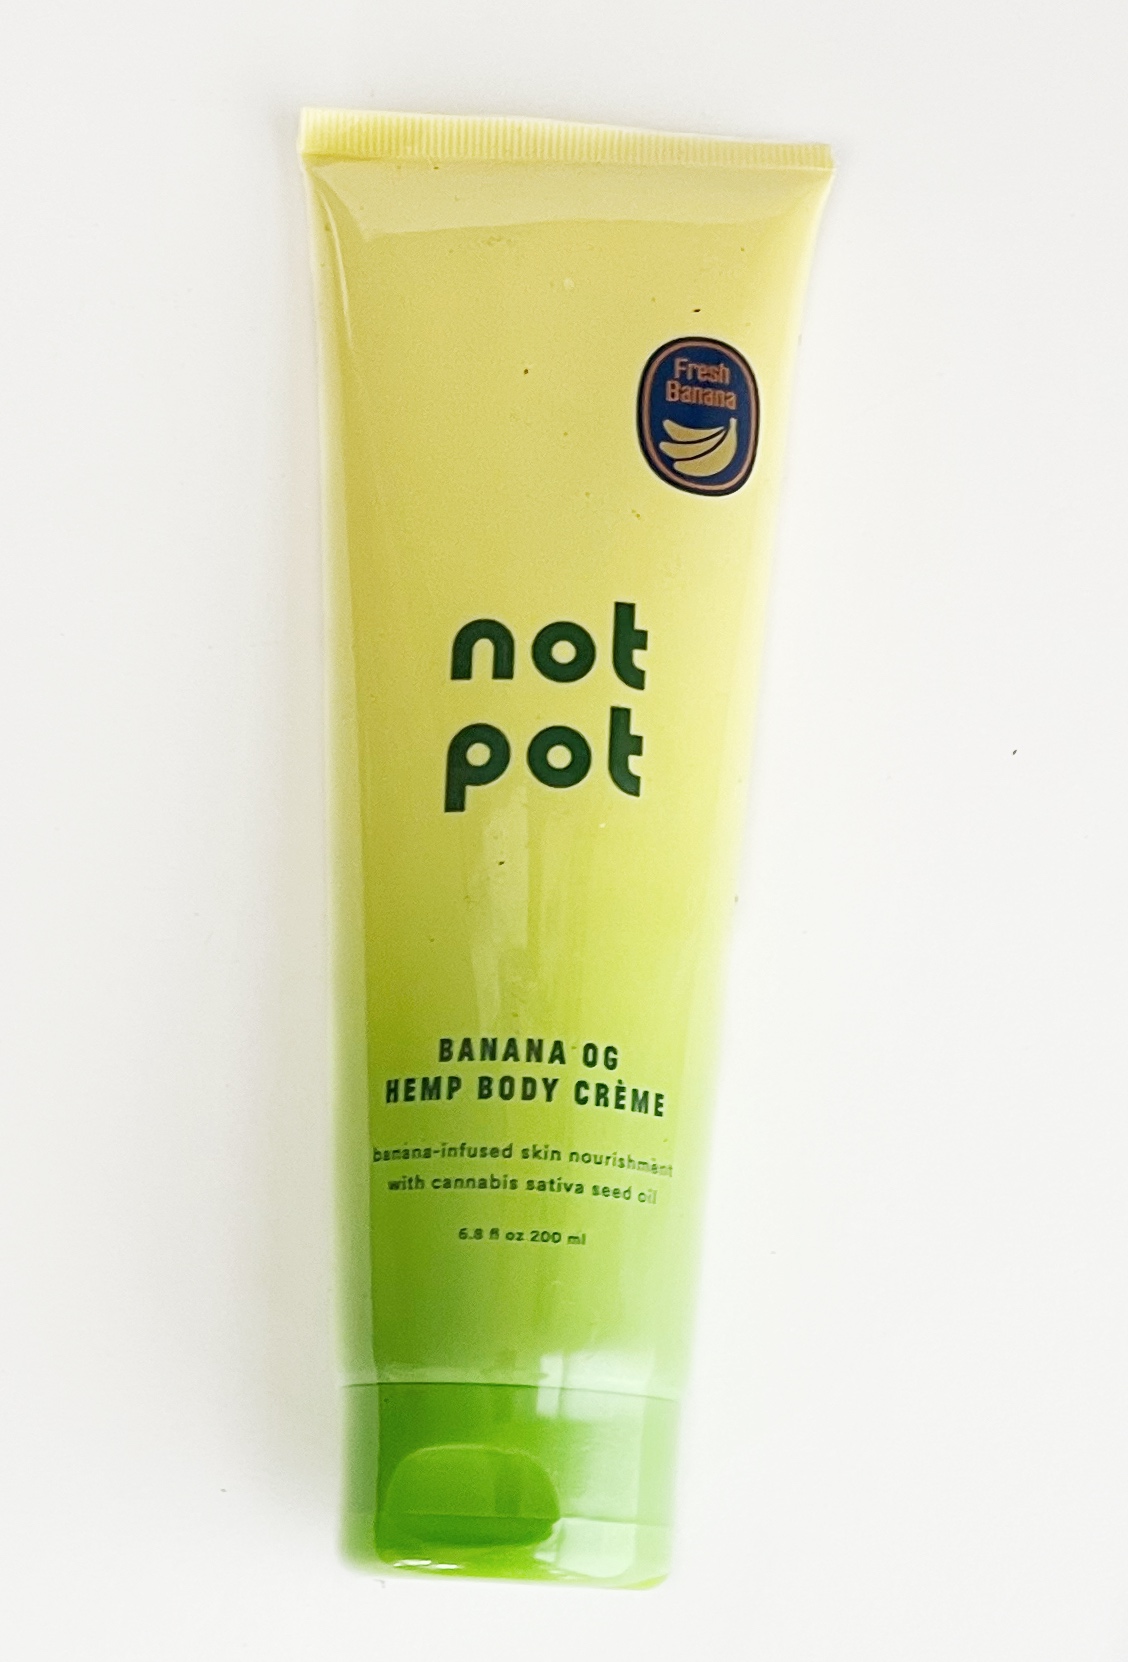 Fresh
Banana
not
pot
BANANA OG
HEMP BODY CRÈME
banana-infused skin nourishment
with cannabis sativa seed oil
6.8 fl oz 200 ml